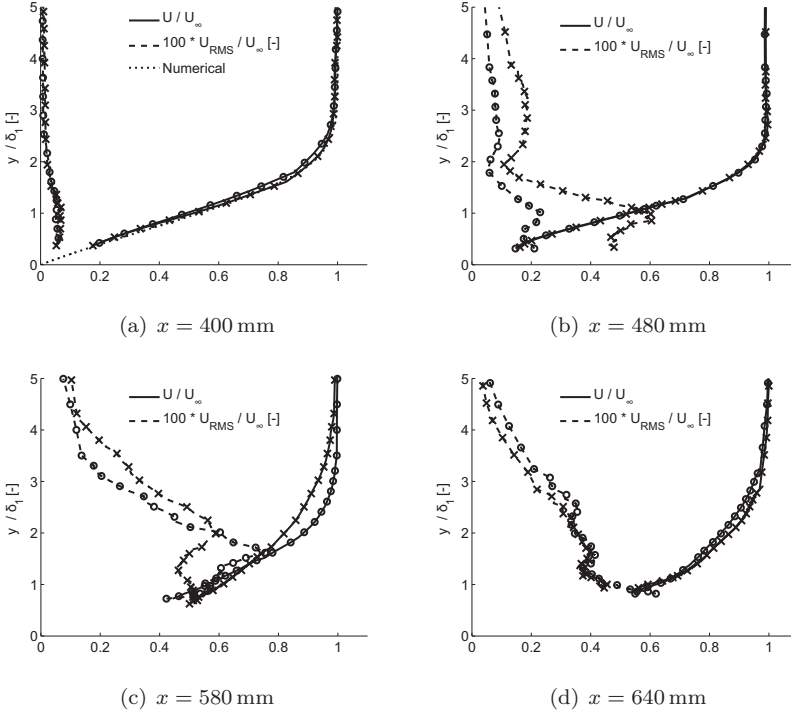 5
4
3
2
1
0
y / δ1 [-]
U / U∞
100 * URMS / U∞ [-]
Numerical
0 0.2 0.4 0.6 0.8 1
(a) x = 400 mm
5
4
3
2
1
0
y / δ1 [-]
U / U∞
100 * URMS / U∞ [-]
0 0.2 0.4 0.6 0.8 1
(b) x = 480 mm
5
4
3
2
1
0
y / δ1 [-]
U / U∞
100 * URMS / U∞ [-]
0 0.2 0.4 0.6 0.8 1
(c) x = 580 mm
5
4
3
2
1
0
y / δ1 [-]
U / U∞
100 * URMS / U∞ [-]
0 0.2 0.4 0.6 0.8 1
(d) x = 640 mm